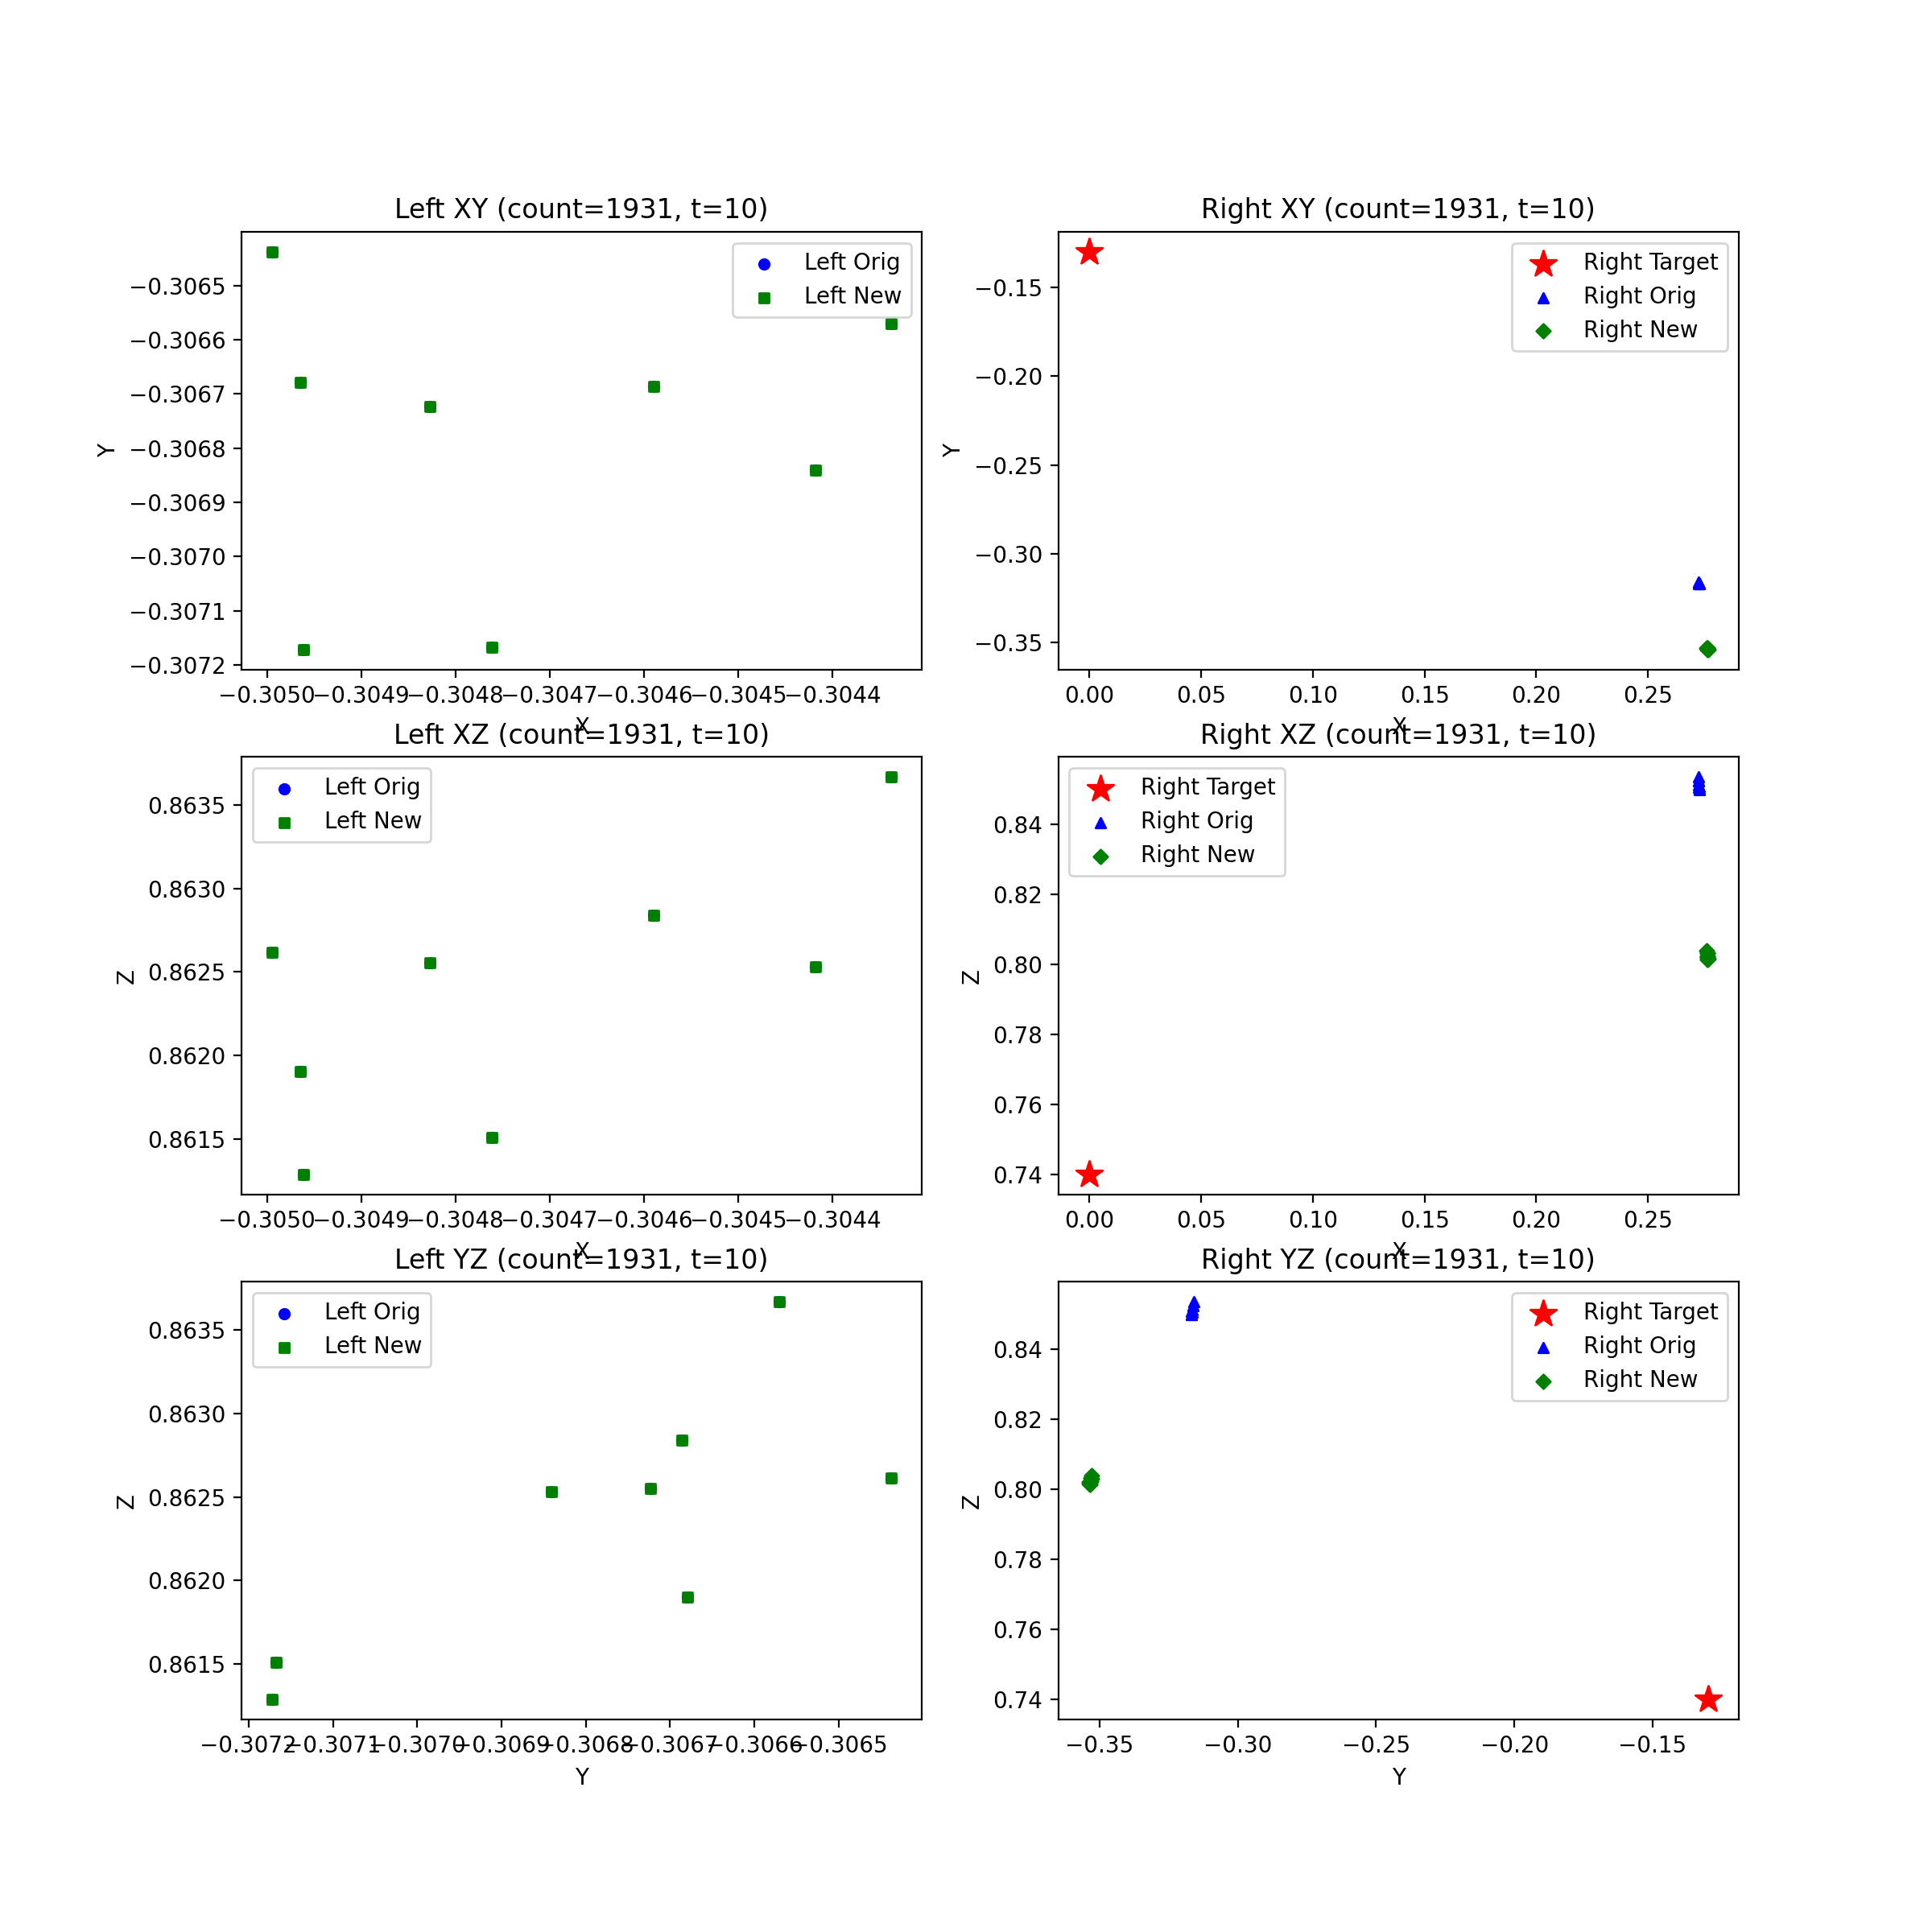 Left XY (count=1931, t=10)
Left Orig
Left New
−0.3065
−0.3066
−0.3067
−0.3068
−0.3069
−0.3070
−0.3071
−0.3072
Y
−0.3050 −0.3049 −0.3048 −0.3047 −0.3046 −0.3045 −0.3044
X
Right XY (count=1931, t=10)
Right Target
Right Orig
Right New
−0.15
−0.20
−0.25
−0.30
−0.35
Y
0.00 0.05 0.10 0.15 0.20 0.25
X
Left XZ (count=1931, t=10)
Left Orig
Left New
0.8635
0.8630
0.8625
0.8620
0.8615
Z
−0.3050 −0.3049 −0.3048 −0.3047 −0.3046 −0.3045 −0.3044
X
Right XZ (count=1931, t=10)
Right Target
Right Orig
Right New
0.84
0.82
0.80
0.78
0.76
0.74
Z
0.00 0.05 0.10 0.15 0.20 0.25
X
Left YZ (count=1931, t=10)
Left Orig
Left New
0.8635
0.8630
0.8625
0.8620
0.8615
Z
−0.3072 −0.3071 −0.3070 −0.3069 −0.3068 −0.3067 −0.3066 −0.3065
Y
Right YZ (count=1931, t=10)
Right Target
Right Orig
Right New
0.84
0.82
0.80
0.78
0.76
0.74
Z
−0.35 −0.30 −0.25 −0.20 −0.15
Y